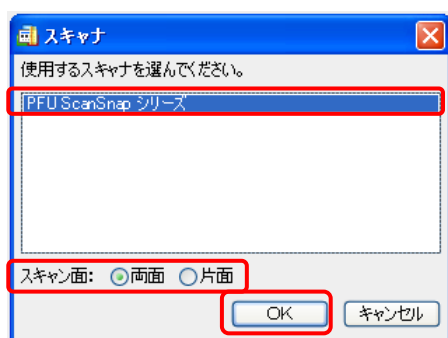 スキャナ
使用するスキャナを選んでください。
PFU ScanSnap シリーズ
スキャン面: 両面 片面
OK キャンセル